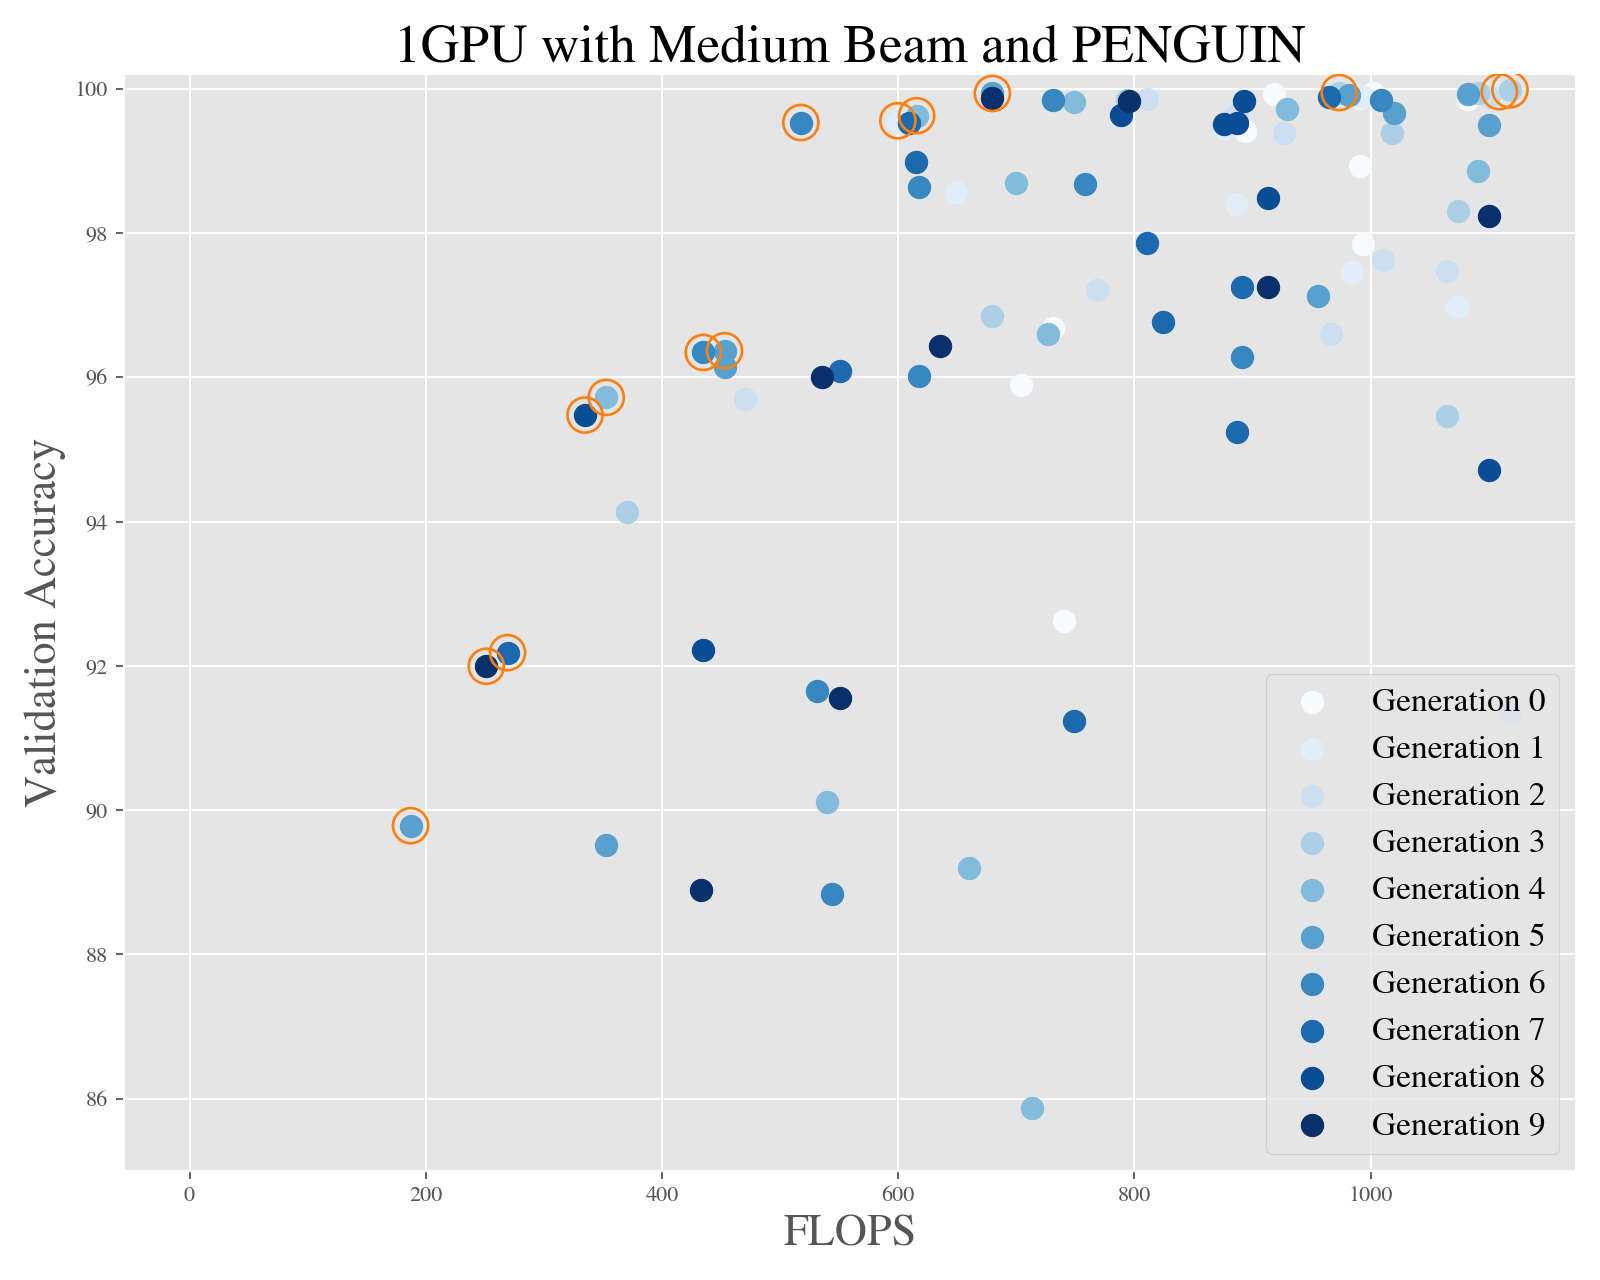 1GPU with Medium Beam and PENGUIN
Validation Accuracy
100
98
96
94
92
90
88
86
0
200
400
600
800
1000
FLOPS
Generation 0
Generation 1
Generation 2
Generation 3
Generation 4
Generation 5
Generation 6
Generation 7
Generation 8
Generation 9